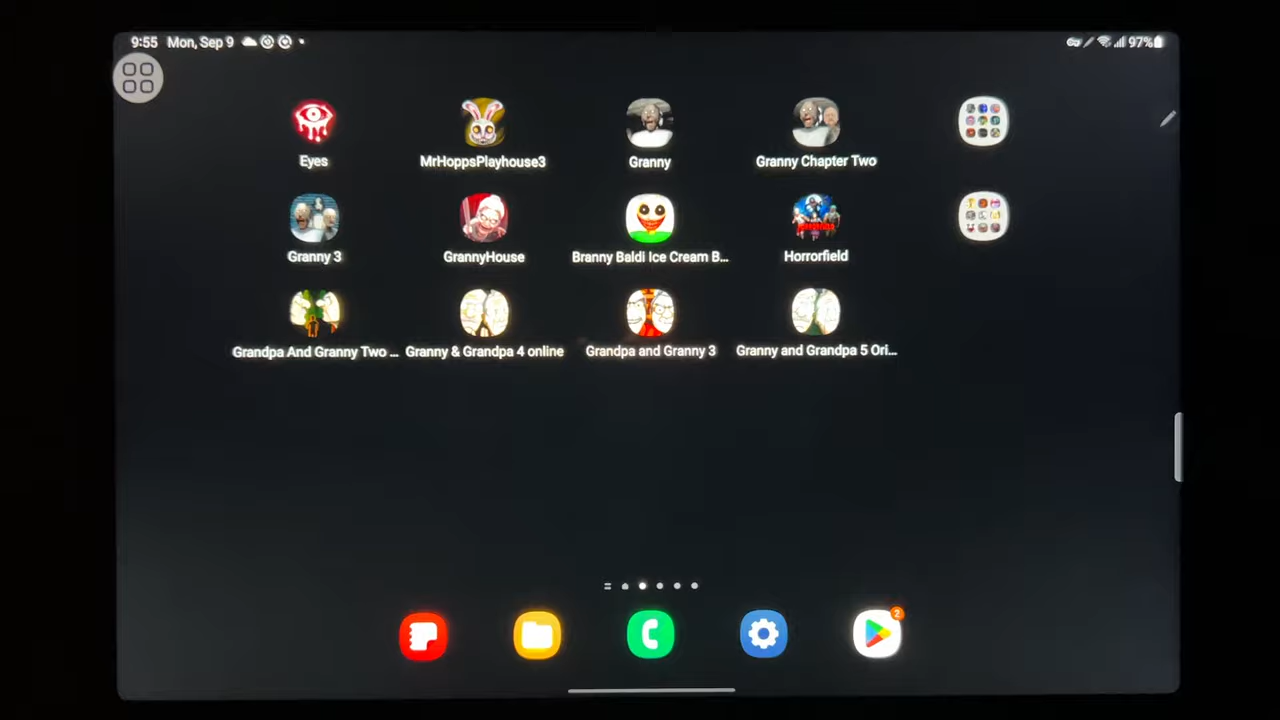 9:55 Mon, Sep 9 97%
Eyes MrHoppsPlayhouse3 Granny Granny Chapter Two
Granny 3 GrannyHouse Branny Baldi Ice Cream B... Horrorfield
Grandpa And Granny Two ... Granny & Grandpa 4 online Grandpa and Granny 3 Granny and Grandpa 5 Ori...
2